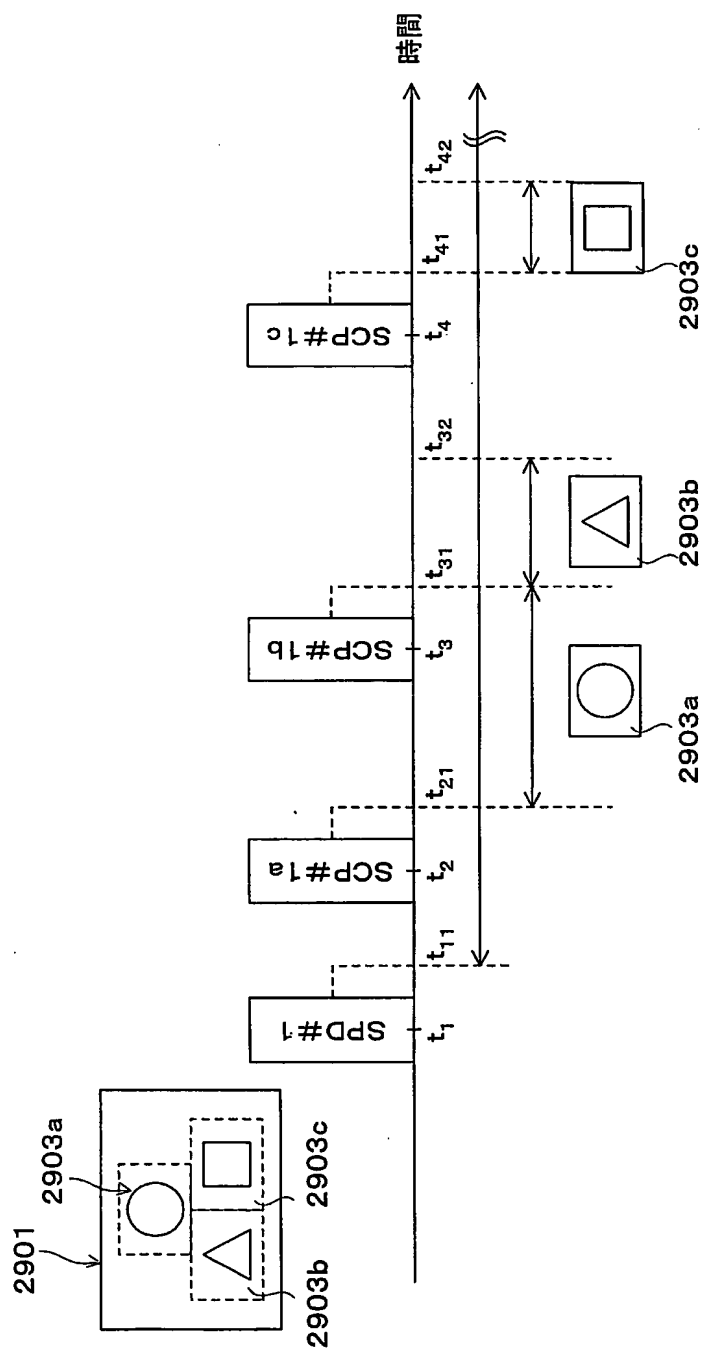 2901
2903a
2903b
2903c
SPD#1
SCP#1a
SCP#1b
SCP#1c
時間
t1
t11
t2
t21
t3
t31
t32
t4
t41
t42
2903a
2903b
2903c